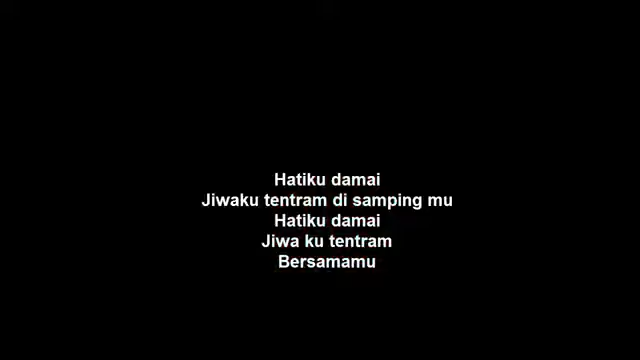 Hatiku damai
Jiwaku tentram di samping mu
Hatiku damai
Jiwa ku tentram
Bersamamu